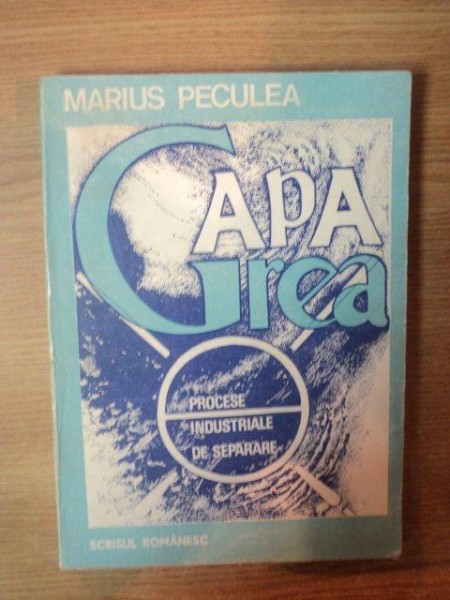 MARIUS PECULEA
APA
Grea
PROCESE
INDUSTRIALE
DE SEPARARE
SCRISUL ROMÂNESC